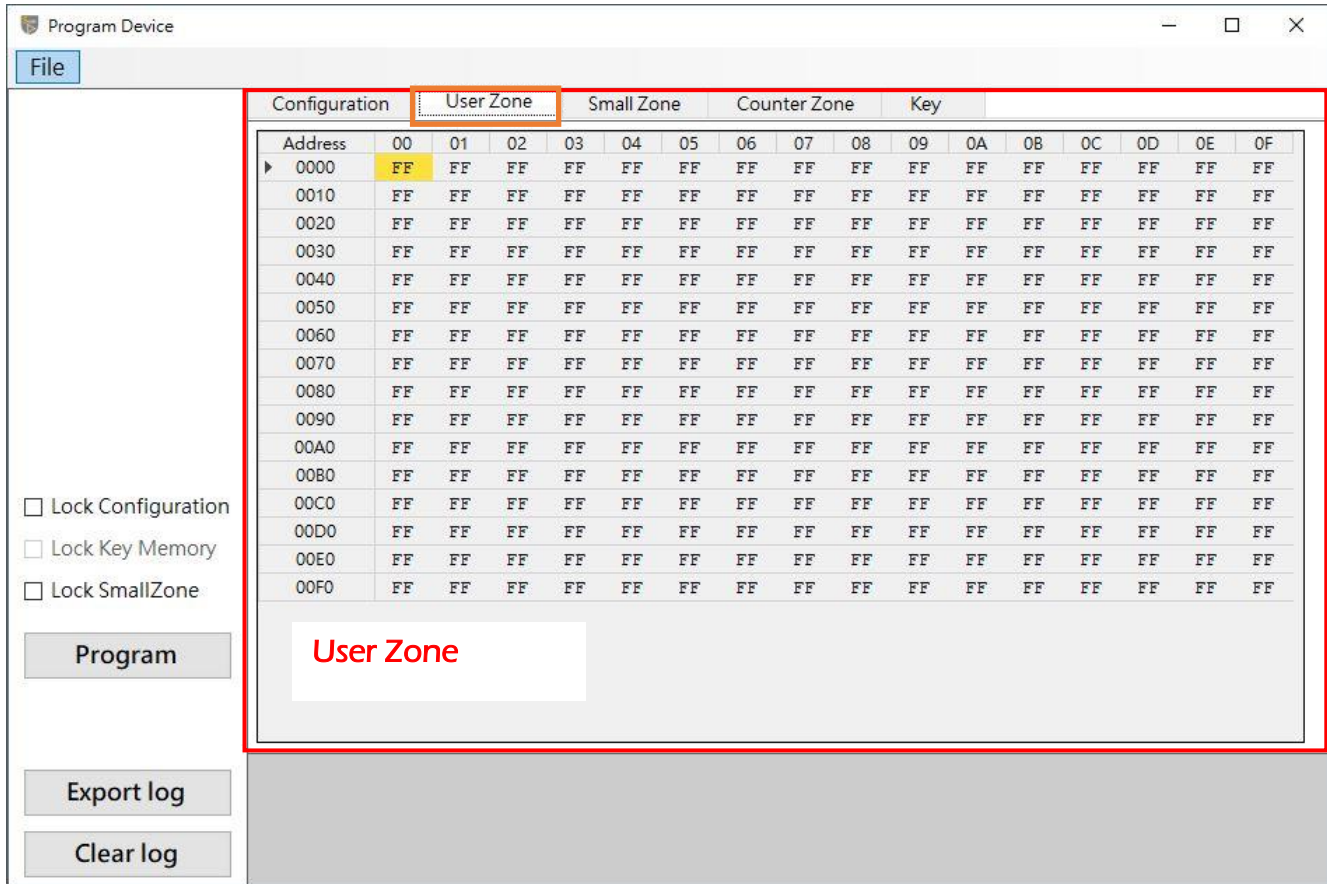 Program Device
File
Configuration User Zone Small Zone Counter Zone Key
Address 00 01 02 03 04 05 06 07 08 09 0A 0B 0C 0D 0E 0F
0000 FF FF FF FF FF FF FF FF FF FF FF FF FF FF FF FF
0010 FF FF FF FF FF FF FF FF FF FF FF FF FF FF FF FF
0020 FF FF FF FF FF FF FF FF FF FF FF FF FF FF FF FF
0030 FF FF FF FF FF FF FF FF FF FF FF FF FF FF FF FF
0040 FF FF FF FF FF FF FF FF FF FF FF FF FF FF FF FF
0050 FF FF FF FF FF FF FF FF FF FF FF FF FF FF FF FF
0060 FF FF FF FF FF FF FF FF FF FF FF FF FF FF FF FF
0070 FF FF FF FF FF FF FF FF FF FF FF FF FF FF FF FF
0080 FF FF FF FF FF FF FF FF FF FF FF FF FF FF FF FF
0090 FF FF FF FF FF FF FF FF FF FF FF FF FF FF FF FF
00A0 FF FF FF FF FF FF FF FF FF FF FF FF FF FF FF FF
00B0 FF FF FF FF FF FF FF FF FF FF FF FF FF FF FF FF
00C0 FF FF FF FF FF FF FF FF FF FF FF FF FF FF FF FF
00D0 FF FF FF FF FF FF FF FF FF FF FF FF FF FF FF FF
00E0 FF FF FF FF FF FF FF FF FF FF FF FF FF FF FF FF
00F0 FF FF FF FF FF FF FF FF FF FF FF FF FF FF FF FF
User Zone
Lock Configuration
Lock Key Memory
Lock SmallZone
Program
Export log
Clear log